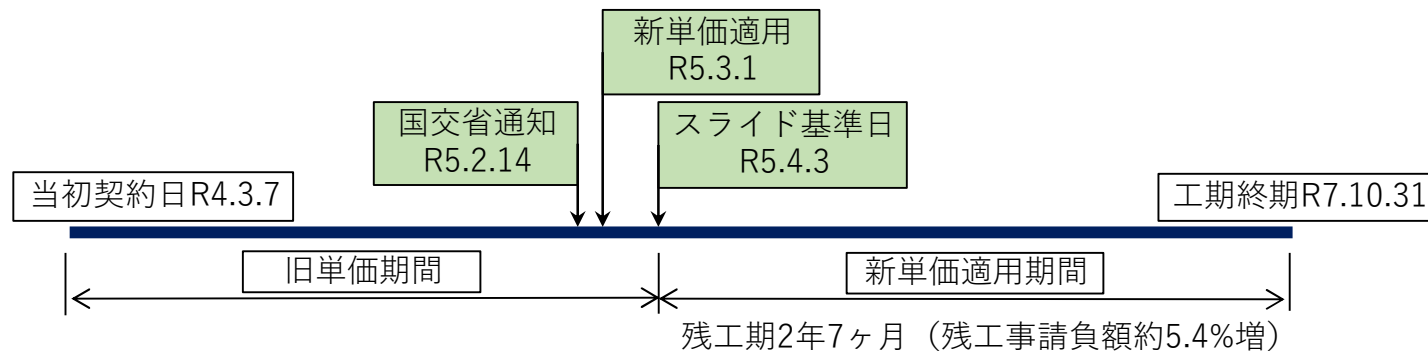 新単価適用
R5.3.1
国交省通知
R5.2.14
スライド基準日
R5.4.3
当初契約日R4.3.7
工期終期R7.10.31
旧単価期間
新単価適用期間
残工期2年7ヶ月（残工事請負額約5.4%増）